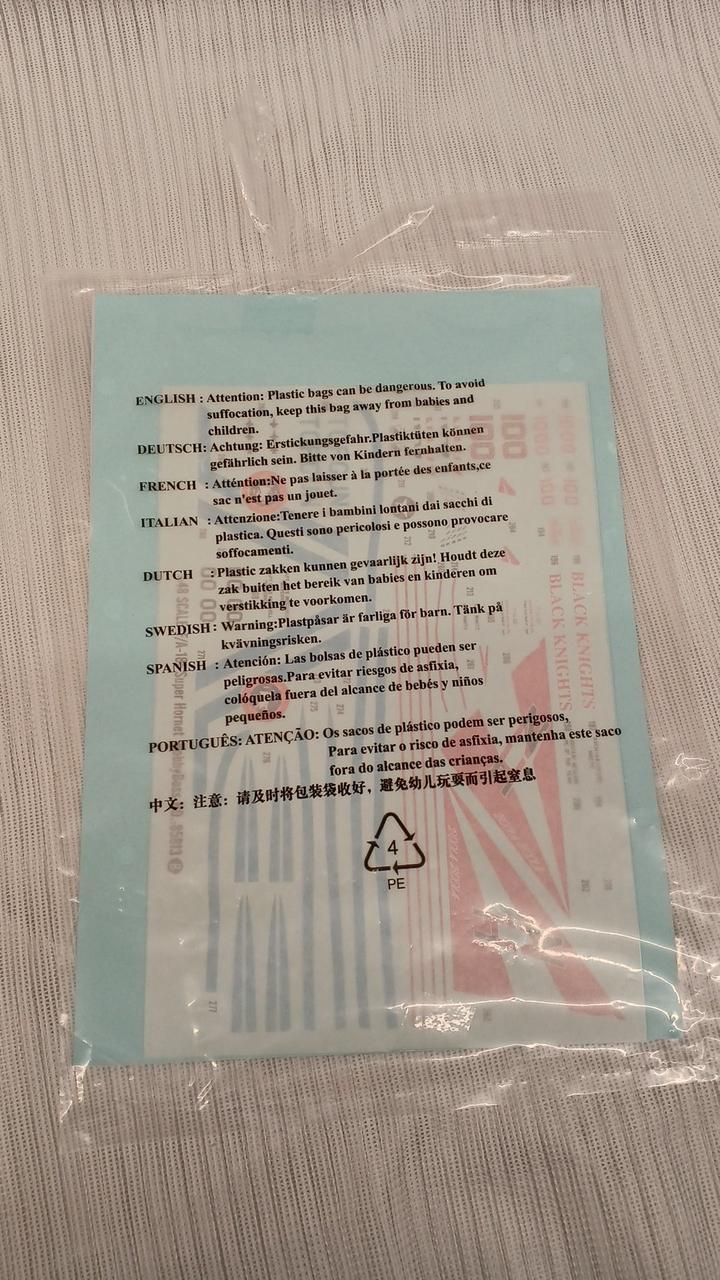 ENGLISH : Attention: Plastic bags can be dangerous. To avoid
suffocation, keep this bag away from babies and
children.
DEUTSCH: Achtung: Erstickungsgefahr.Plastiktüten können
gefährlich sein. Bitte von Kindern fernhalten.
FRENCH : Atténtion:Ne pas laisser à la portée des enfants,ce
sac n'est pas un jouet.
ITALIAN : Attenzione:Tenere i bambini lontani dai sacchi di
plastica. Questi sono pericolosi e possono provocare
soffocamenti.
DUTCH : Plastic zakken kunnen gevaarlijk zijn! Houdt deze
zak buiten het bereik van babies en kinderen om
verstikking te voorkomen.
SWEDISH : Warning:Plastpåsar är farliga för barn. Tänk på
kvävningsrisken.
SPANISH : Atención: Las bolsas de plástico pueden ser
peligrosas.Para evitar riesgos de asfixia,
colóquela fuera del alcance de bebés y niños
pequeños.
PORTUGUÊS: ATENÇÃO: Os sacos de plástico podem ser perigosos,
Para evitar o risco de asfixia, mantenha este saco
fora do alcance das crianças.
中文：注意：请及时将包装袋收好，避免幼儿玩耍而引起窒息
4
PE
100
BLACK KNIGHTS
BLACK KNIGHTS
Super Hornet
85813
277
276
275
274